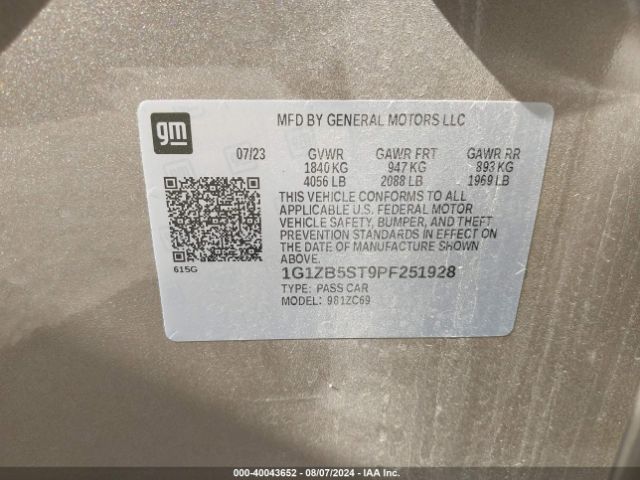 gm
MFD BY GENERAL MOTORS LLC
07/23 GVWR GAWR FRT GAWR RR
1840 KG 947 KG 893 KG
4056 LB 2088 LB 1969 LB
THIS VEHICLE CONFORMS TO ALL
APPLICABLE U.S. FEDERAL MOTOR
VEHICLE SAFETY, BUMPER, AND THEFT
PREVENTION STANDARDS IN EFFECT ON
THE DATE OF MANUFACTURE SHOWN
ABOVE.
615G
1G1ZB5ST9PF251928
TYPE: PASS CAR
MODEL: 981ZC69
000-40043652 - 08/07/2024 - IAA Inc.